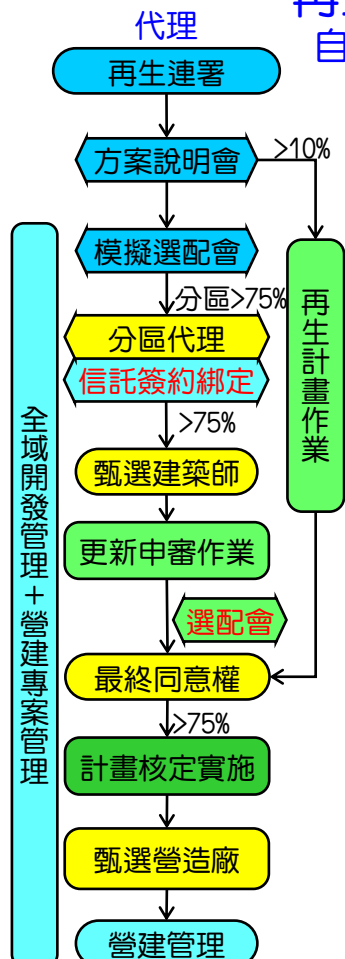 代理
再
自
再生連署
方案說明會
>10%
模擬選配會
分區>75%
分區代理
信託簽約綁定
>75%
甄選建築師
更新申審作業
選配會
最終同意權
>75%
計畫核定實施
甄選營造廠
營建管理
再生計畫作業
全域開發管理+營建專案管理